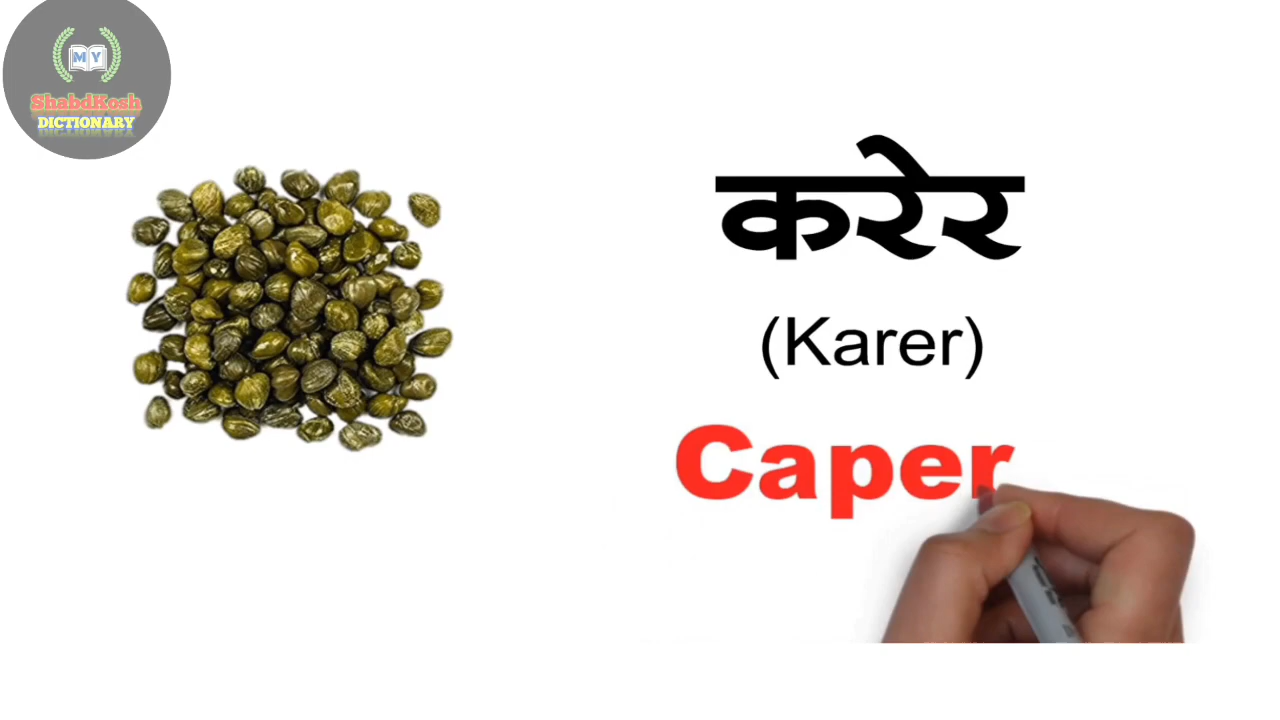 MY
ShabdKosh
DICTIONARY
करेर
(Karer)
Caper